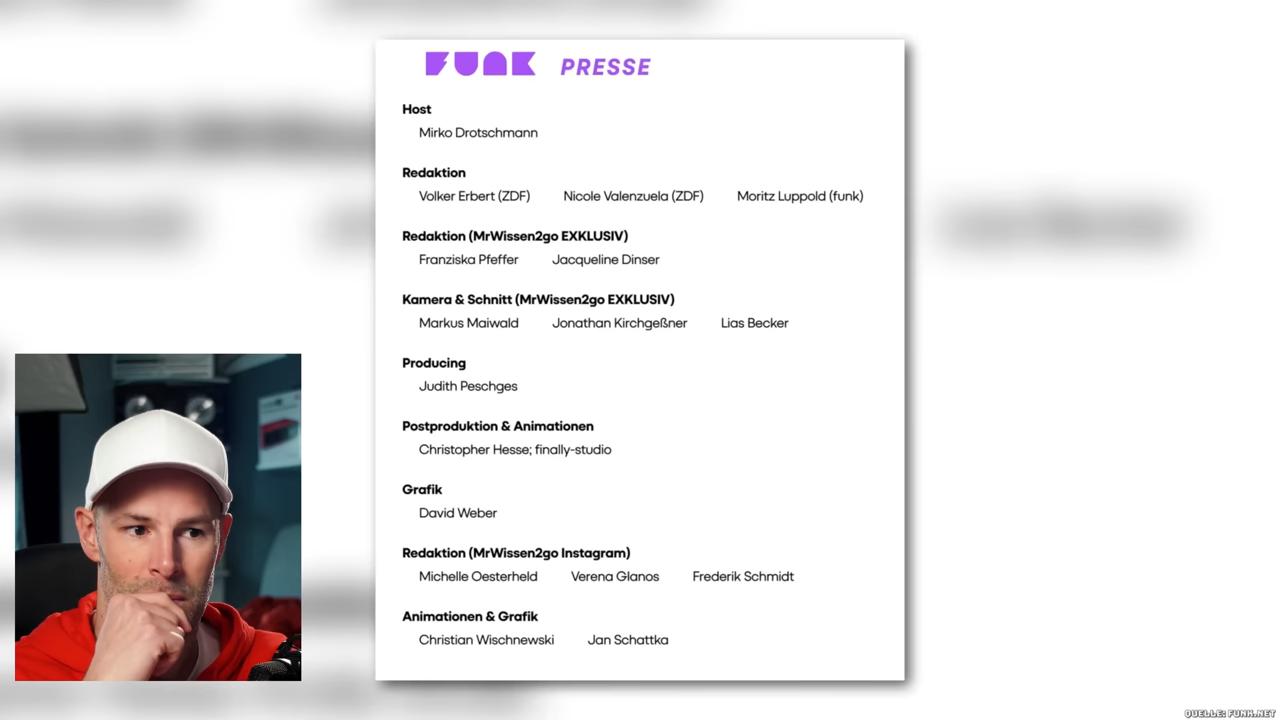 FUNK PRESSE
Host
Mirko Drotschmann
Redaktion
Volker Erbert (ZDF) Nicole Valenzuela (ZDF) Moritz Luppold (funk)
Redaktion (MrWissen2go EXKLUSIV)
Franziska Pfeffer Jacqueline Dinser
Kamera & Schnitt (MrWissen2go EXKLUSIV)
Markus Maiwald Jonathan Kirchgeßner Lias Becker
Producing
Judith Peschges
Postproduktion & Animationen
Christopher Hesse; finally-studio
Grafik
David Weber
Redaktion (MrWissen2go Instagram)
Michelle Oesterheld Verena Glanos Frederik Schmidt
Animationen & Grafik
Christian Wischnewski Jan Schattka
QUELLE: FUNK.NET